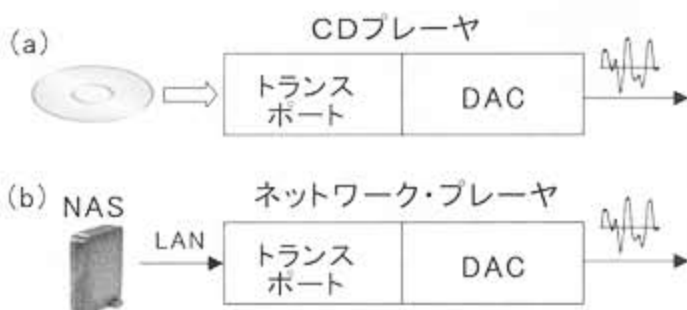 (a)
CDプレーヤ
トランス
ポート
DAC
(b)
NAS
LAN
ネットワーク・プレーヤ
トランス
ポート
DAC